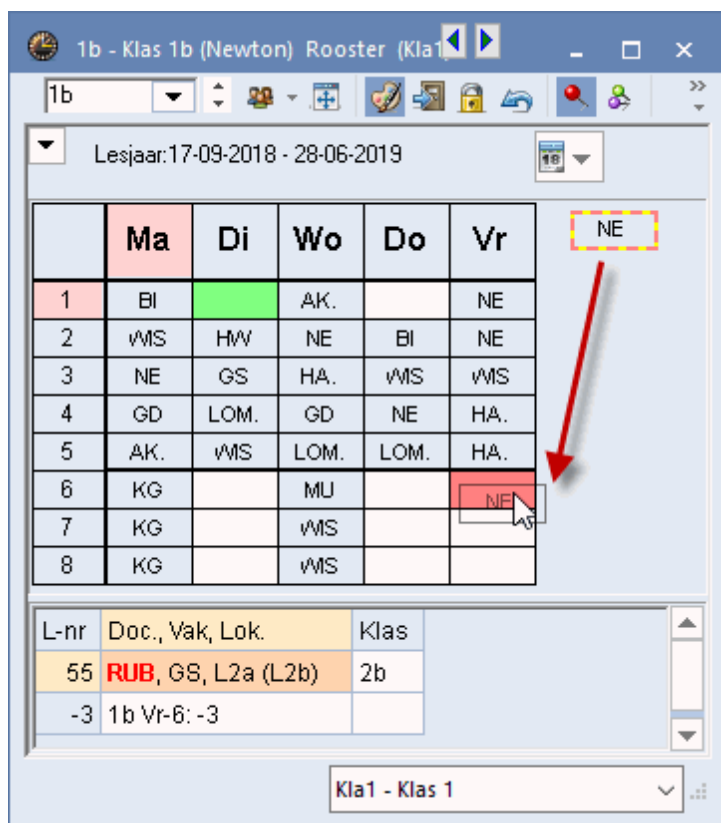 1b - Klas 1b (Newton) Rooster (Kla1
1b
Lesjaar:17-09-2018 - 28-06-2019
18
Ma Di Wo Do Vr NE
1 BI AK. NE
2 WIS HW NE BI NE
3 NE GS HA. WIS WIS
4 GD LOM. GD NE HA.
5 AK. WIS LOM. LOM. HA.
6 KG MU NE
7 KG WIS
8 KG WIS
L-nr Doc., Vak, Lok. Klas
55 RUB, GS, L2a (L2b) 2b
-3 1b Vr-6: -3
Kla1 - Klas 1